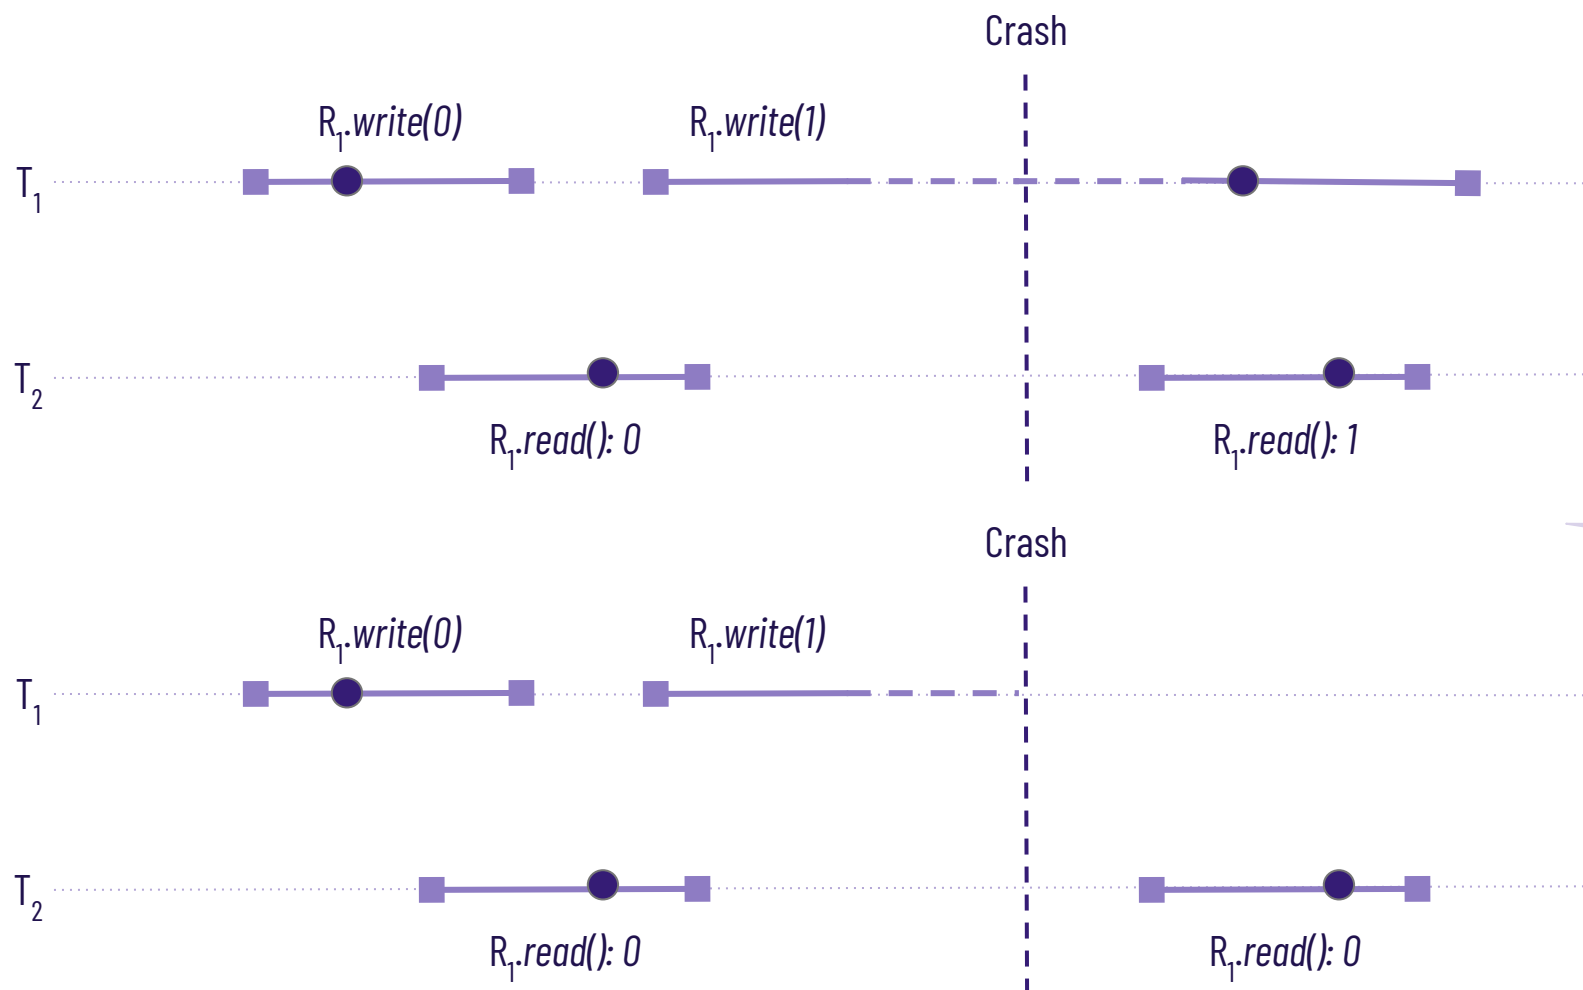 Crash
R₁.write(0) R₁.write(1)
T₁
T₂
R₁.read(): 0 R₁.read(): 1
Crash
R₁.write(0) R₁.write(1)
T₁
T₂
R₁.read(): 0 R₁.read(): 0